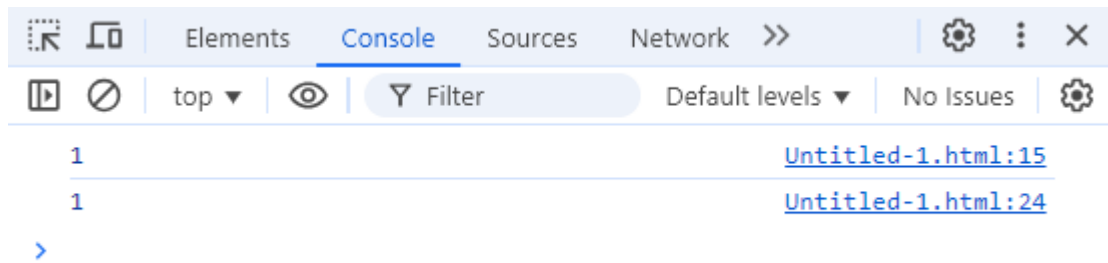 Elements Console Sources Network
top Filter Default levels No Issues
1 Untitled-1.html:15
1 Untitled-1.html:24